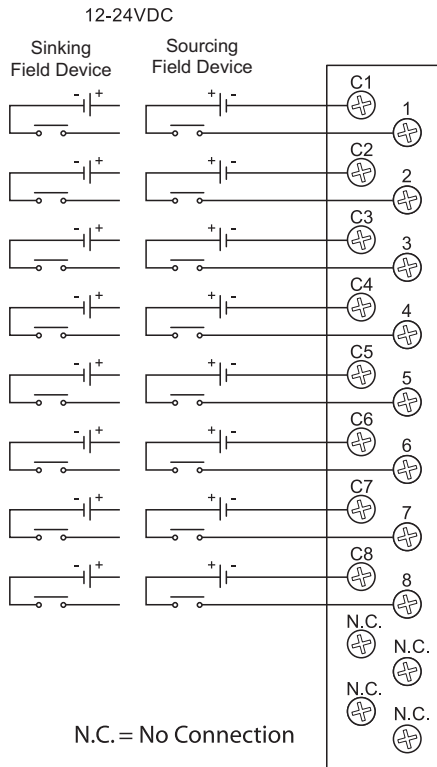 12-24VDC
Sinking
Field Device
Sourcing
Field Device
- + + - C1
1
- + + - C2
2
- + + - C3
3
- + + - C4
4
- + + - C5
5
- + + - C6
6
- + + - C7
7
- + + - C8
8
N.C.
N.C.
N.C.
N.C.
N.C. = No Connection